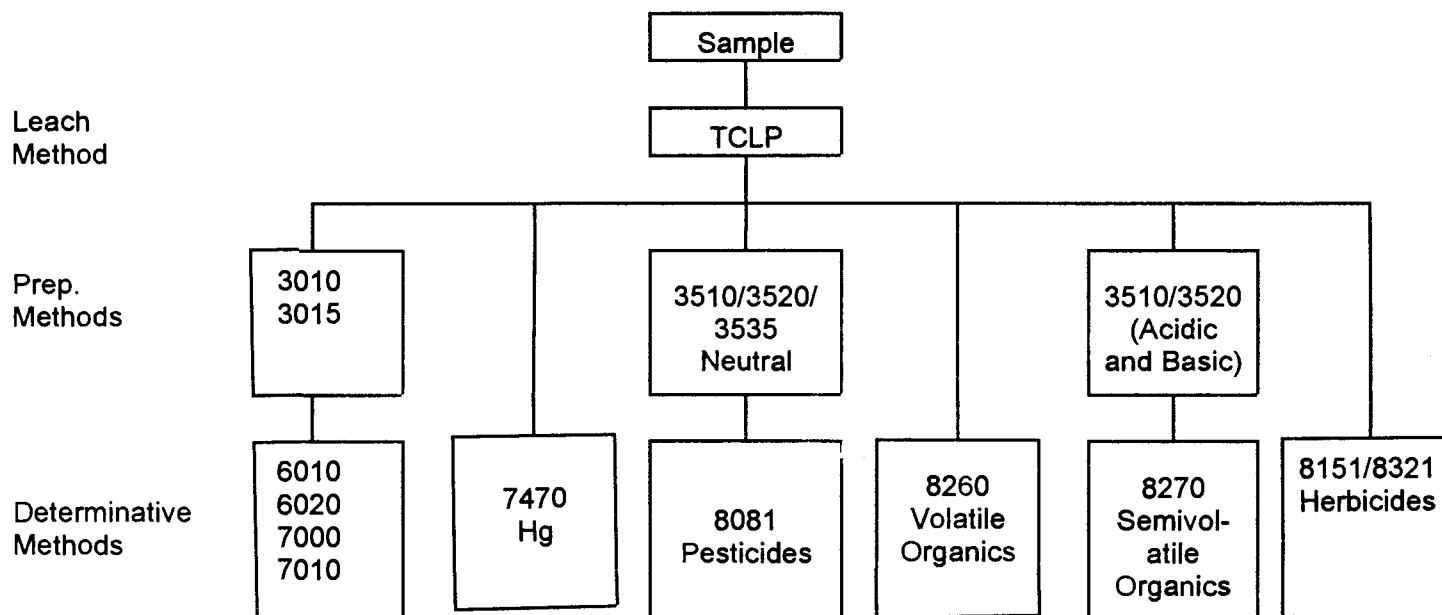 Sample
Leach
Method
TCLP
Prep.
Methods
3010
3015
3510/3520/
3535
Neutral
3510/3520
(Acidic
and Basic)
Determinative
Methods
6010
6020
7000
7010
7470
Hg
8081
Pesticides
8260
Volatile
Organics
8270
Semivol-
atile
Organics
8151/8321
Herbicides